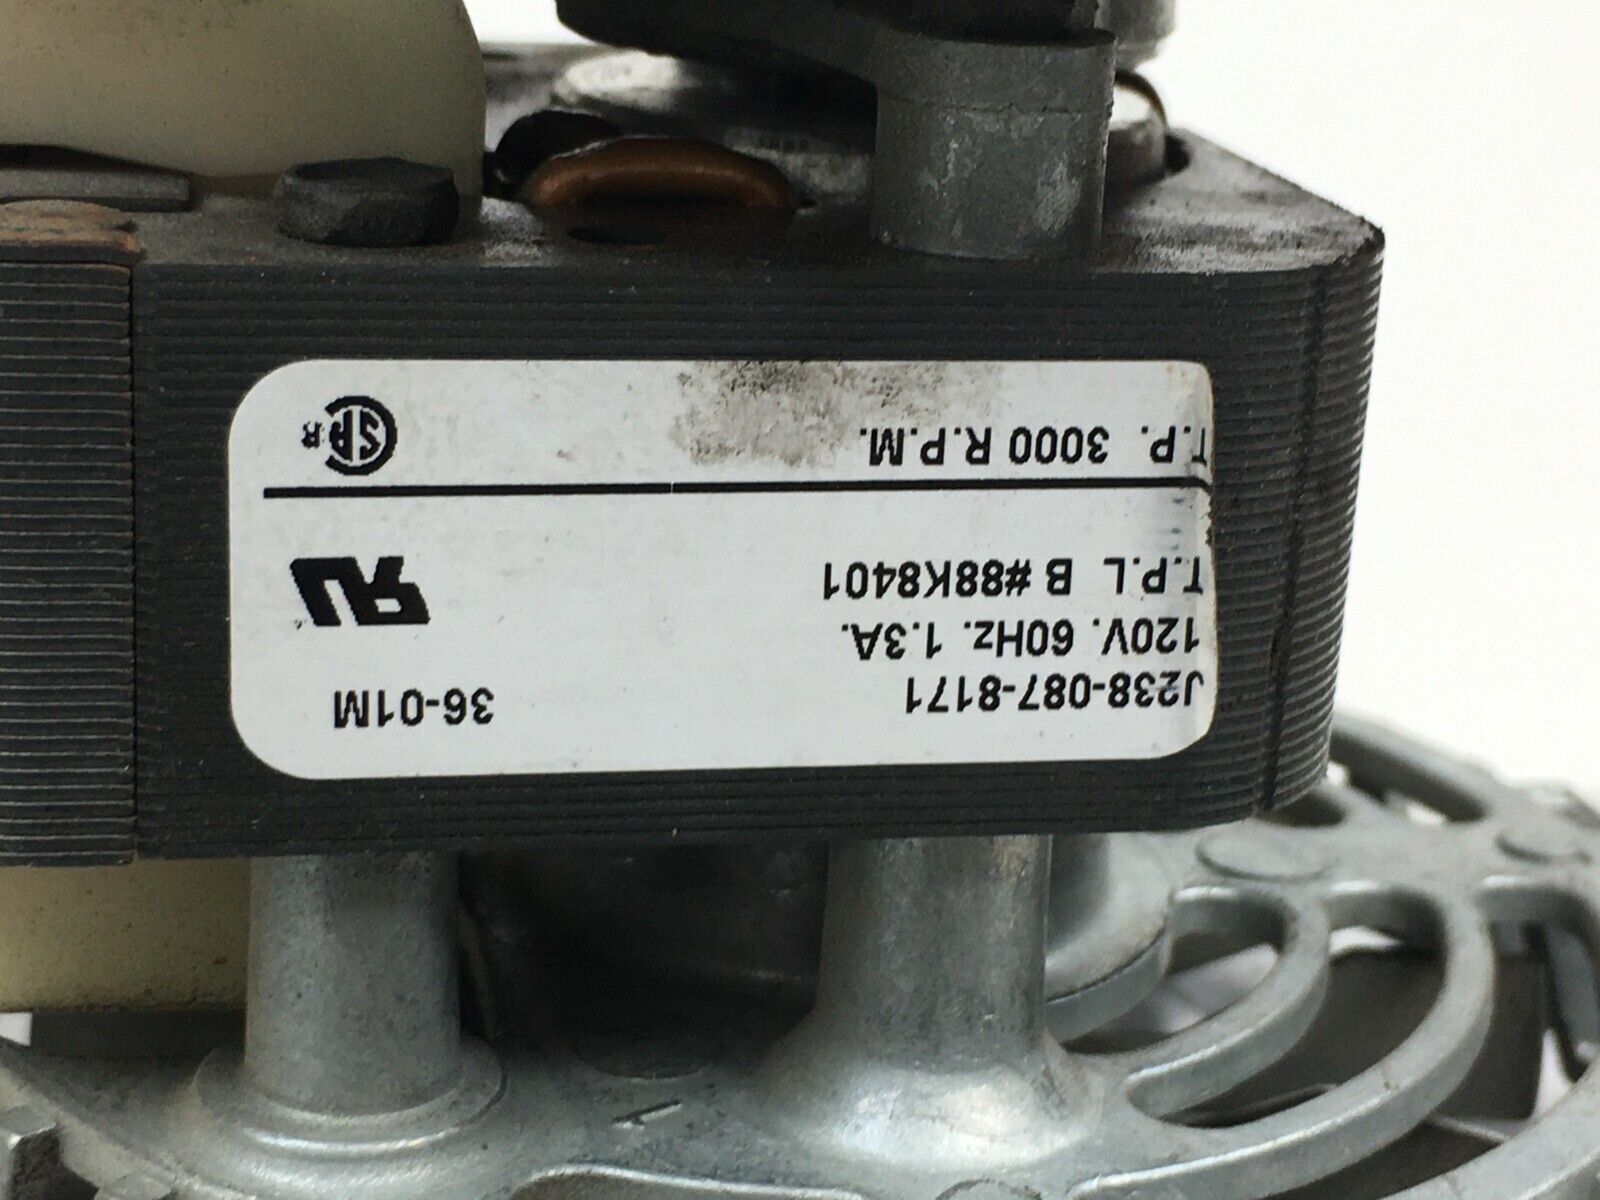 J238-087-8171 36-01M
120V. 60Hz. 1.3A.
T.P.L B #88K8401
T.P. 3000 R.P.M.